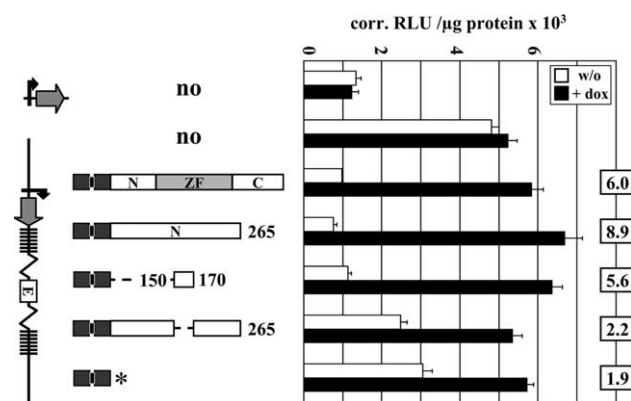 corr. RLU /µg protein x 10³
0 2 4 6
w/o
+ dox
no
no
N ZF C 6.0
N 265 8.9
150 170 5.6
E
265 2.2
* 1.9